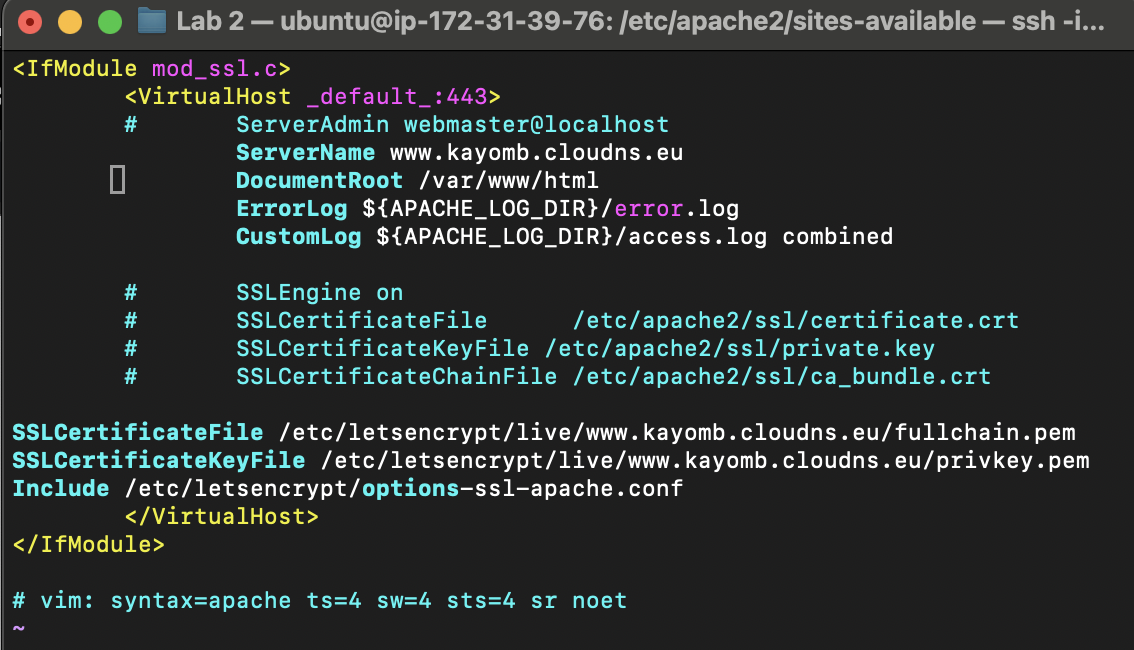 Lab 2 — ubuntu@ip-172-31-39-76: /etc/apache2/sites-available — ssh -i...
<IfModule mod_ssl.c>
        <VirtualHost _default_:443>
        #       ServerAdmin webmaster@localhost
                ServerName www.kayomb.cloudns.eu
                DocumentRoot /var/www/html
                ErrorLog ${APACHE_LOG_DIR}/error.log
                CustomLog ${APACHE_LOG_DIR}/access.log combined

        #       SSLEngine on
        #       SSLCertificateFile      /etc/apache2/ssl/certificate.crt
        #       SSLCertificateKeyFile /etc/apache2/ssl/private.key
        #       SSLCertificateChainFile /etc/apache2/ssl/ca_bundle.crt

SSLCertificateFile /etc/letsencrypt/live/www.kayomb.cloudns.eu/fullchain.pem
SSLCertificateKeyFile /etc/letsencrypt/live/www.kayomb.cloudns.eu/privkey.pem
Include /etc/letsencrypt/options-ssl-apache.conf
        </VirtualHost>
</IfModule>

# vim: syntax=apache ts=4 sw=4 sts=4 sr noet
~